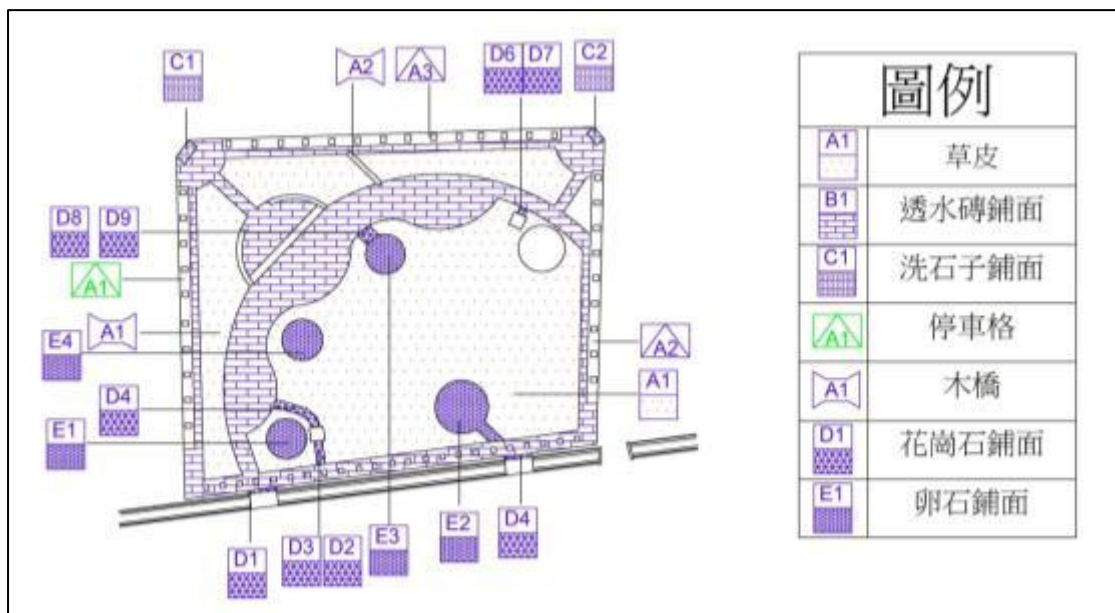 C1
A2
A3
D6 D7
C2
D8 D9
A1
A1
E4
D4
E1
A2
A1
D1
D3 D2
E3
E2
D4
圖例
A1 草皮
B1 透水磚鋪面
C1 洗石子鋪面
A1 停車格
A1 木橋
D1 花崗石鋪面
E1 卵石鋪面